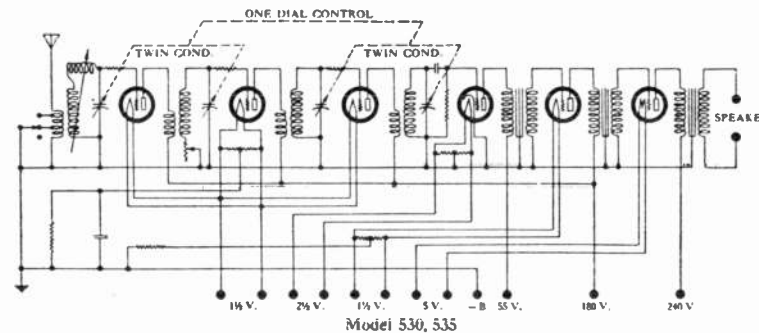 ONE DIAL CONTROL
TWIN COND.
TWIN COND.
SPEAKE
1½ V. 2½ V. 1½ V. 5 V. — B 55 V. 180 V. 240 V
Model 530, 535